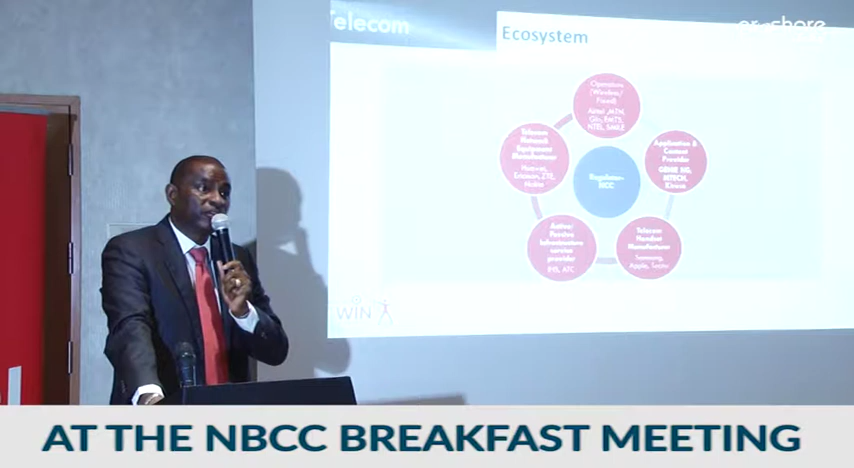 Telecom
Ecosystem
Operators
(Wireless/
Fixed)
Airtel ,MTN,
Glo, EMTS,
NTEL, SMILE
Telecom
Network
Equipment
Manufacturer
Huawei,
Ericsson, ZTE,
Nokia
Application &
Content
Provider
MTECH,
Regulator-
NCC
Active/
Passive
Infrastructure
service
provider
IHS, ATC
Telecom
Handset
Manufacturer
Samsung,
Apple,
WIN
AT THE NBCC BREAKFAST MEETING